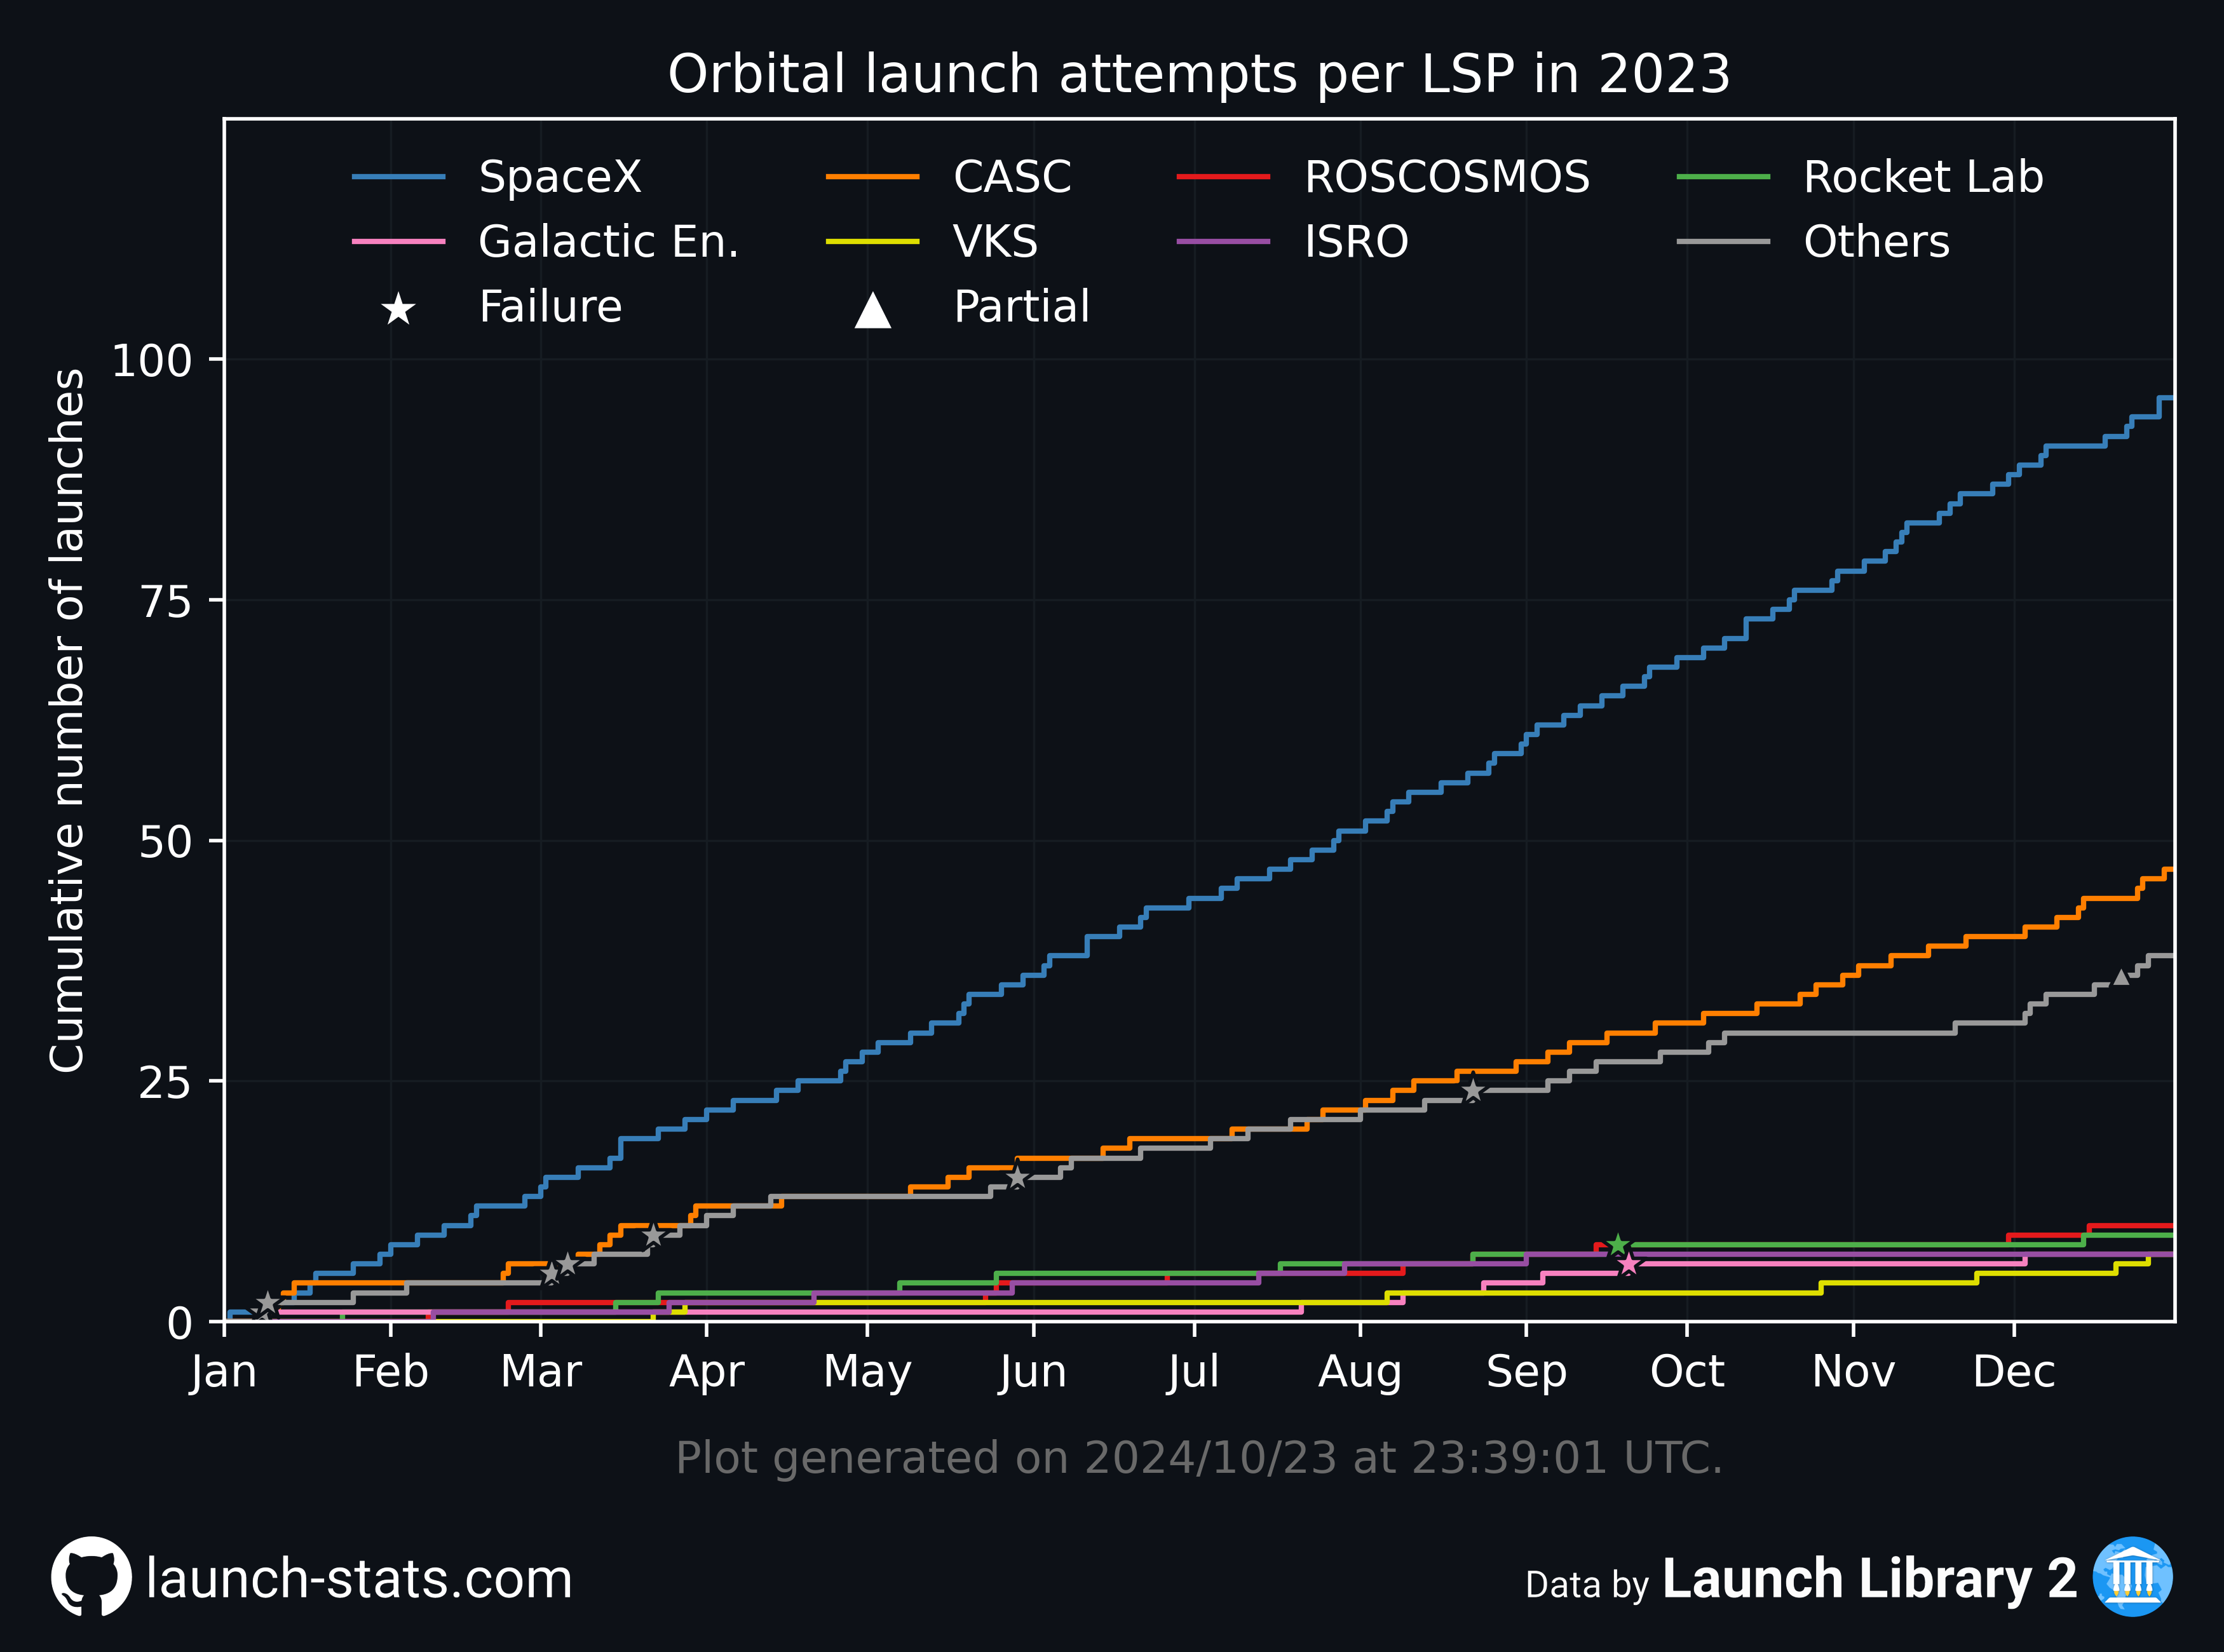 Orbital launch attempts per LSP in 2023
SpaceX CASC ROSCOSMOS Rocket Lab
Galactic En. VKS ISRO Others
Failure Partial
Cumulative number of launches
100
75
50
25
0
Jan Feb Mar Apr May Jun Jul Aug Sep Oct Nov Dec
Plot generated on 2024/10/23 at 23:39:01 UTC.
launch-stats.com
Data by Launch Library 2